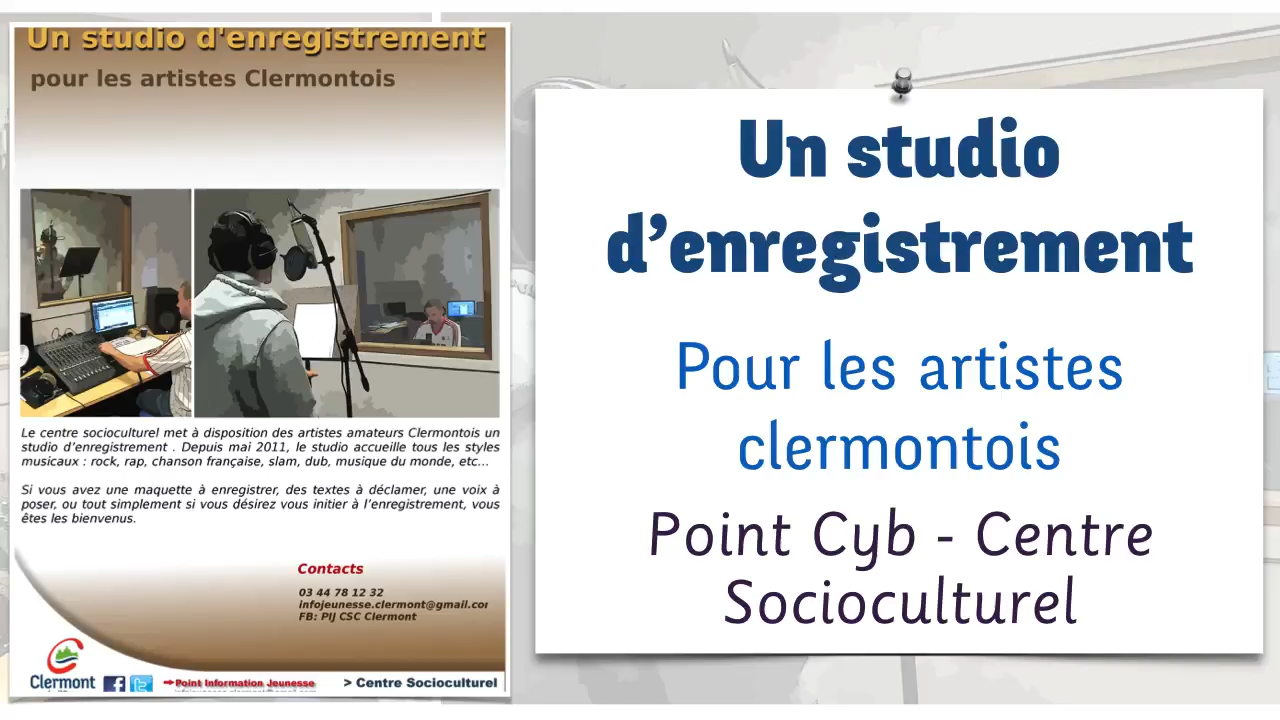 Un studio d'enregistrement
pour les artistes Clermontois
Le centre socioculturel met à disposition des artistes amateurs Clermontois un
studio d’enregistrement . Depuis mai 2011, le studio accueille tous les styles
musicaux : rock, rap, chanson française, slam, dub, musique du monde, etc...
Si vous avez une maquette à enregistrer, des textes à déclamer, une voix à
poser, ou tout simplement si vous désirez vous initier à l’enregistrement, vous
êtes les bienvenus.
Contacts
03 44 78 12 32
infojeunesse.clermont@gmail.co
FB: PIJ CSC Clermont
Clermont
Point Information Jeunesse
> Centre Socioculturel
Un studio
d’enregistrement
Pour les artistes
clermontois
Point Cyb - Centre
Socioculturel